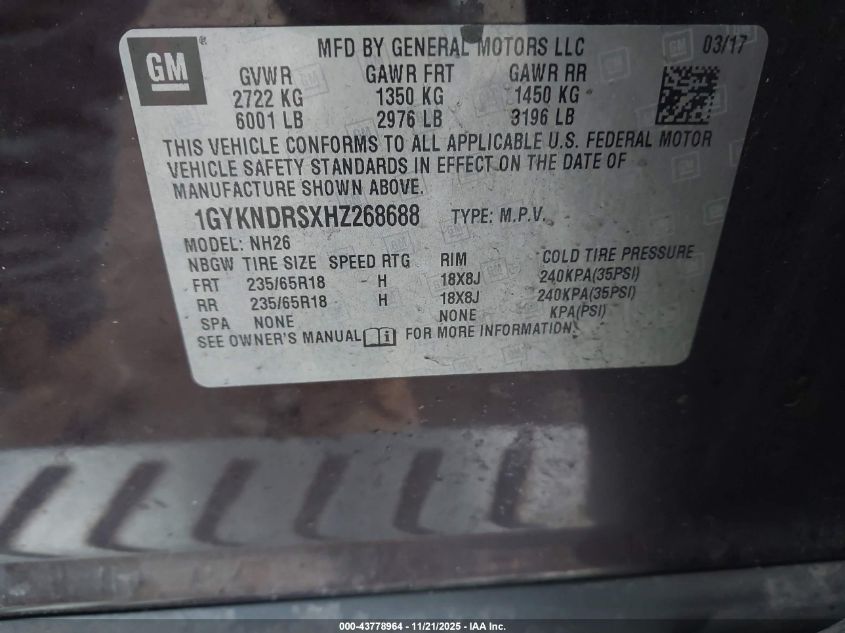 GM ® MFD BY GENERAL MOTORS LLC 03/17
GVWR GAWR FRT GAWR RR
2722 KG 1350 KG 1450 KG
6001 LB 2976 LB 3196 LB
THIS VEHICLE CONFORMS TO ALL APPLICABLE U.S. FEDERAL MOTOR
VEHICLE SAFETY STANDARDS IN EFFECT ON THE DATE OF
MANUFACTURE SHOWN ABOVE.
1GYKNDRSXHZ268688 TYPE: M.P.V.
MODEL: NH26
NBGW TIRE SIZE SPEED RTG RIM COLD TIRE PRESSURE
FRT 235/65R18 H 18X8J 240KPA(35PSI)
RR 235/65R18 H 18X8J 240KPA(35PSI)
SPA NONE NONE KPA(PSI)
SEE OWNER'S MANUAL FOR MORE INFORMATION.
000-43778964 - 11/21/2025 - IAA Inc.